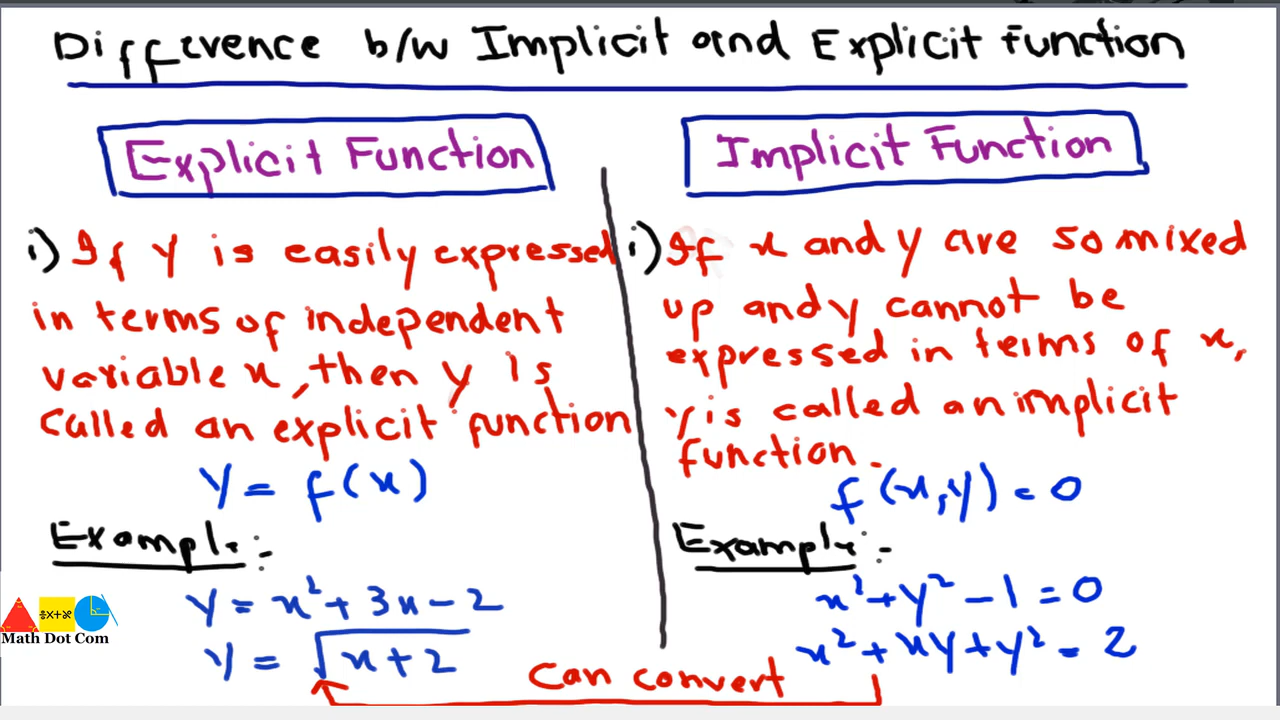 Difference b/w Implicit and Explicit Function
Explicit Function
i) If y is easily expressed
in terms of independent
variable x, then y is
called an explicit function
y = f(x)
Example:-
y = x² + 3x - 2
y = √x+2
Implicit Function
i) If x and y are so mixed
up and y cannot be
expressed in terms of x,
y is called an implicit
function.
f(x,y) = 0
Example:-
x² + y² - 1 = 0
x² + xy + y² = 2
Can convert
Math Dot Com